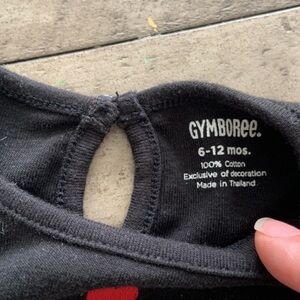 GYMBOREE.
6-12 mos.
100% Cotton
Exclusive of decoration
Made in Thailand